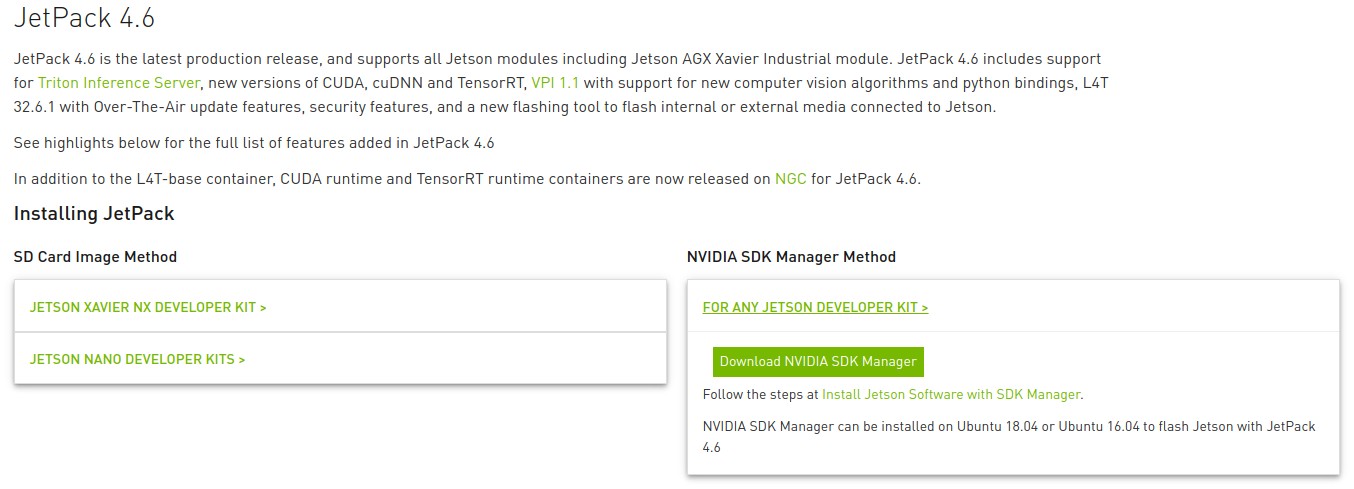 JetPack 4.6
JetPack 4.6 is the latest production release, and supports all Jetson modules including Jetson AGX Xavier Industrial module. JetPack 4.6 includes support
for Triton Inference Server, new versions of CUDA, cuDNN and TensorRT, VPI 1.1 with support for new computer vision algorithms and python bindings, L4T
32.6.1 with Over-The-Air update features, security features, and a new flashing tool to flash internal or external media connected to Jetson.
See highlights below for the full list of features added in JetPack 4.6
In addition to the L4T-base container, CUDA runtime and TensorRT runtime containers are now released on NGC for JetPack 4.6.
Installing JetPack
SD Card Image Method
JETSON XAVIER NX DEVELOPER KIT >
JETSON NANO DEVELOPER KITS >
NVIDIA SDK Manager Method
FOR ANY JETSON DEVELOPER KIT >
Download NVIDIA SDK Manager
Follow the steps at Install Jetson Software with SDK Manager.
NVIDIA SDK Manager can be installed on Ubuntu 18.04 or Ubuntu 16.04 to flash Jetson with JetPack
4.6